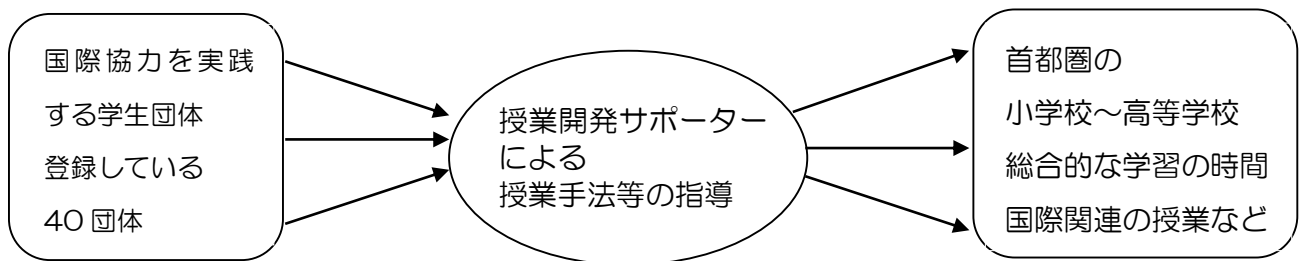 国際協力を実践
する学生団体
登録している
40 団体
授業開発サポーター
による
授業手法等の指導
首都圏の
小学校～高等学校
総合的な学習の時間
国際関連の授業など